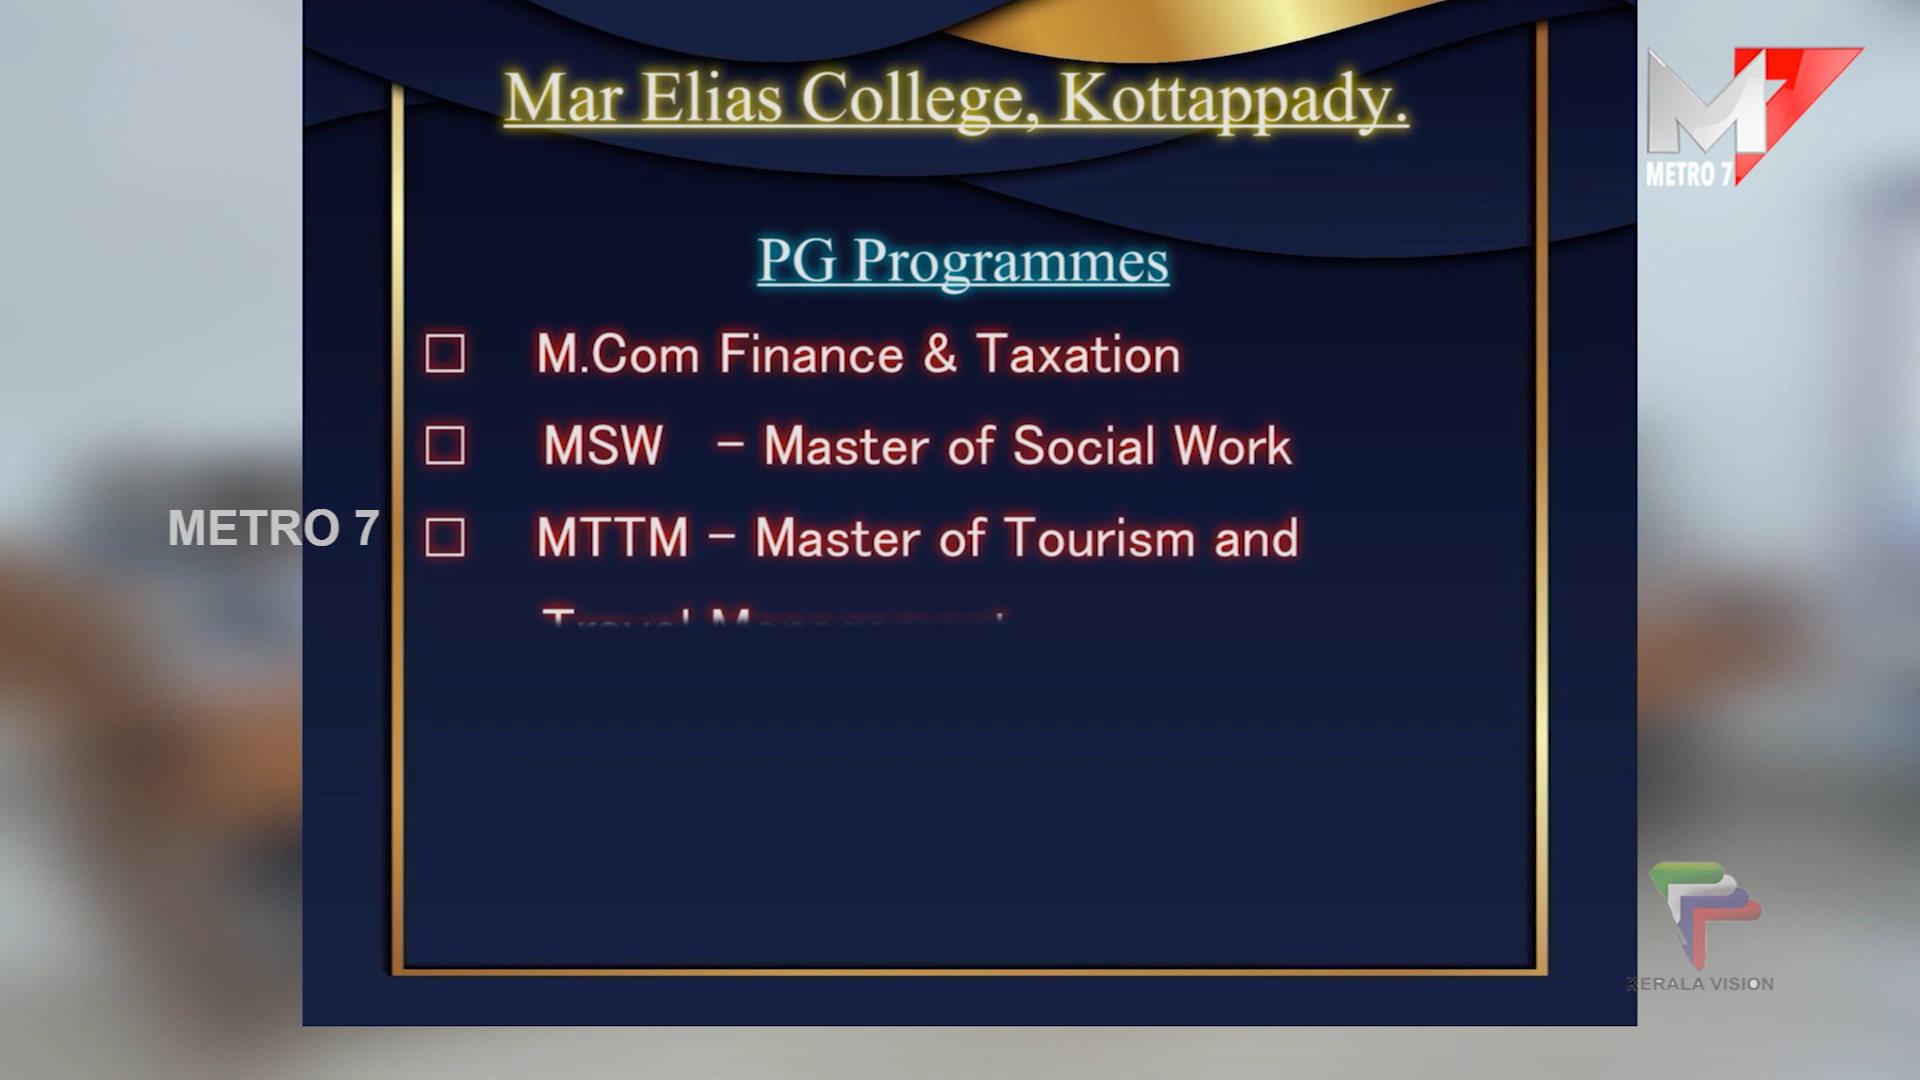 Mar Elias College, Kottappady.
PG Programmes
M.Com Finance & Taxation
MSW - Master of Social Work
MTTM - Master of Tourism and
METRO 7
METRO 7
KERALA VISION